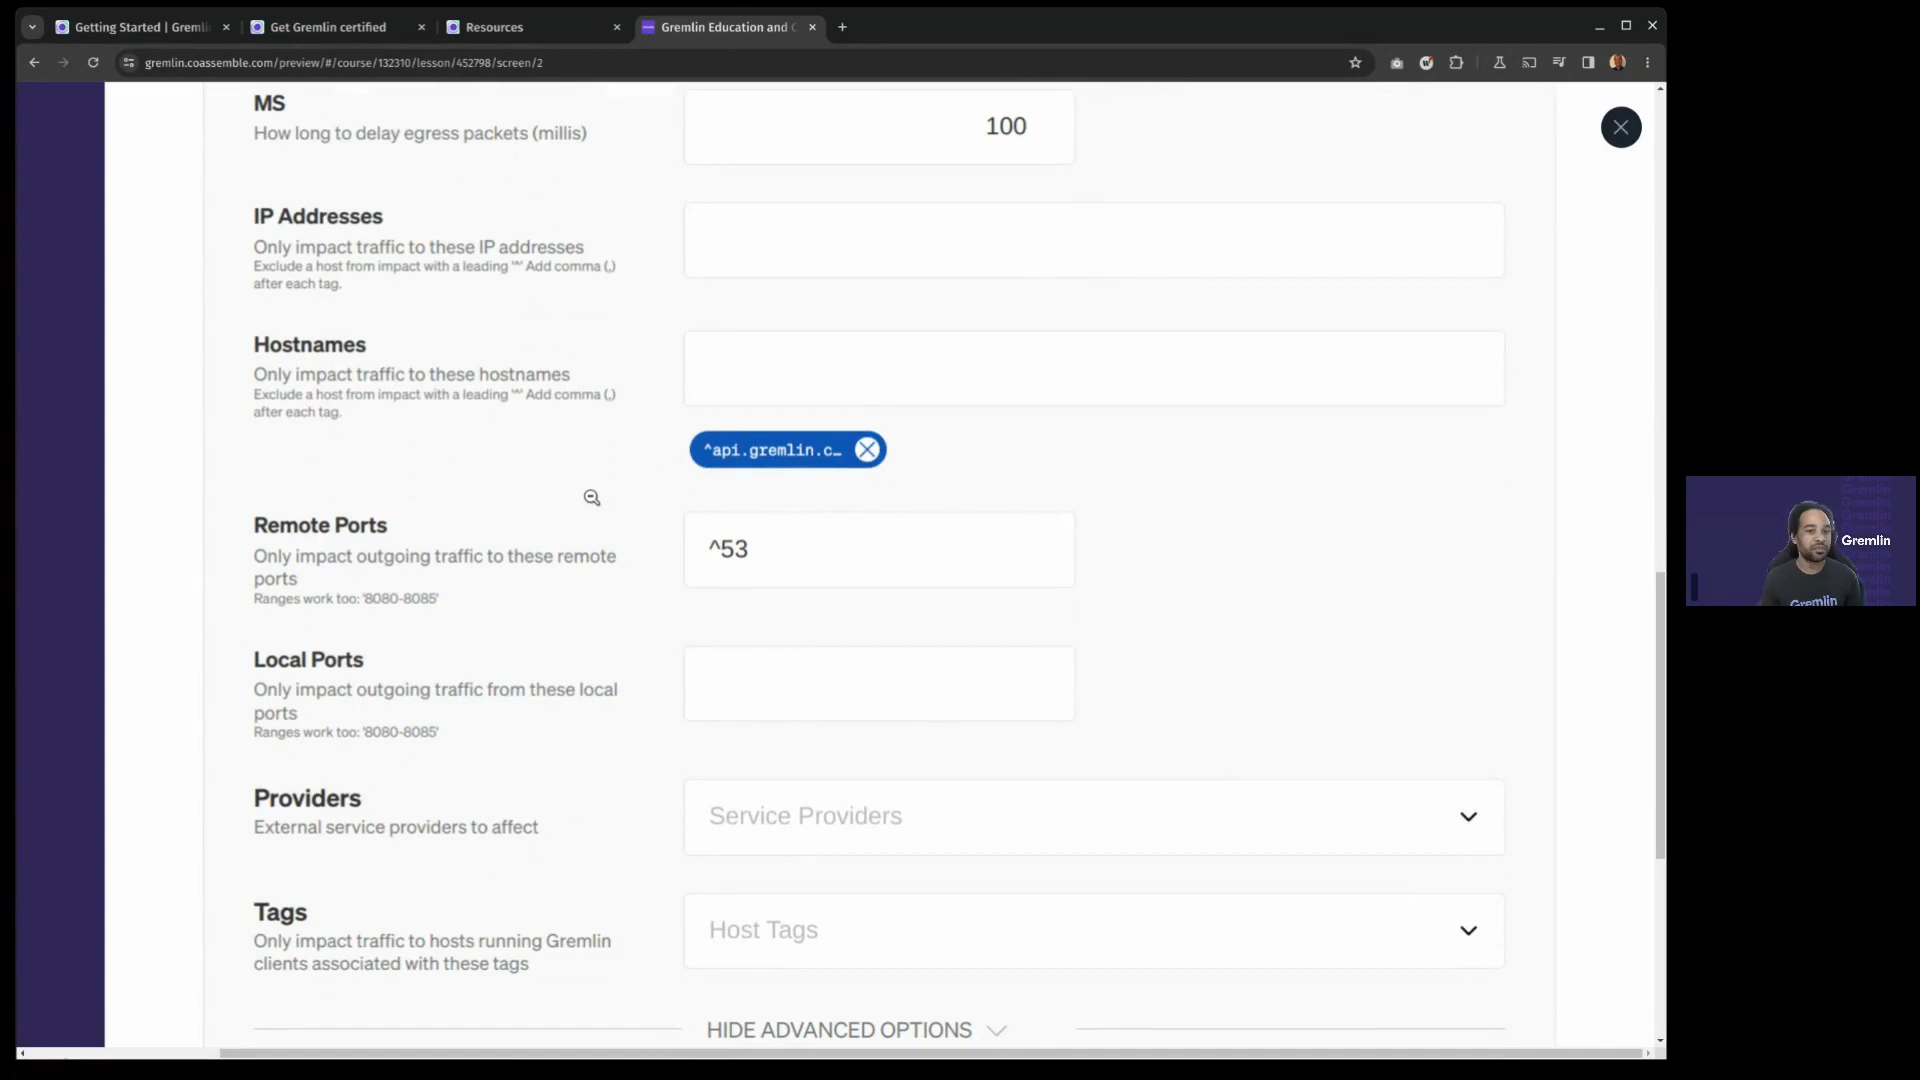 Getting Started | Gremli
Get Gremlin certified
Resources
Gremlin Education and C
gremlin.coassemble.com/preview/#/course/132310/lesson/452798/screen/2
MS
How long to delay egress packets (millis)
100
IP Addresses
Only impact traffic to these IP addresses
Exclude a host from impact with a leading '^' Add comma (,)
after each tag.
Hostnames
Only impact traffic to these hostnames
Exclude a host from impact with a leading '^' Add comma (,)
after each tag.
^api.gremlin.c…
Remote Ports
Only impact outgoing traffic to these remote
ports
Ranges work too: '8080-8085'
^53
Local Ports
Only impact outgoing traffic from these local
ports
Ranges work too: '8080-8085'
Providers
External service providers to affect
Service Providers
Tags
Only impact traffic to hosts running Gremlin
clients associated with these tags
Host Tags
HIDE ADVANCED OPTIONS
Gremlin
Gremlin